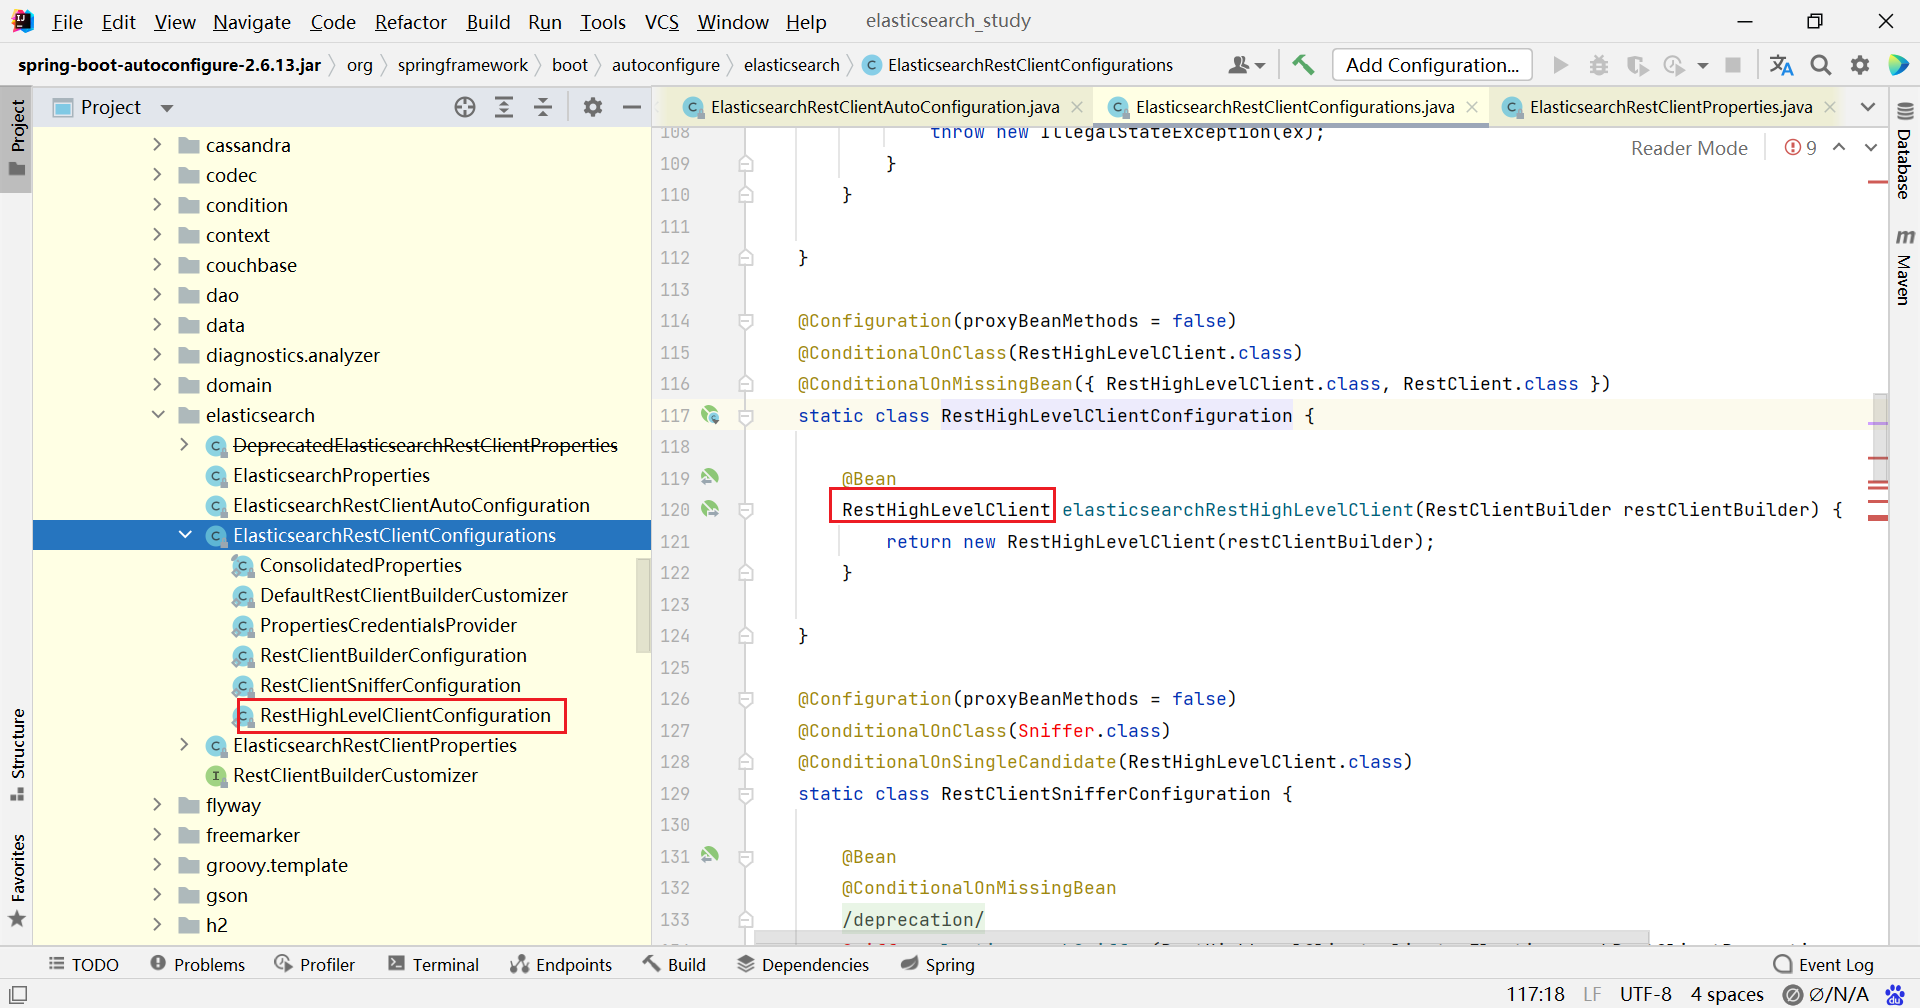 File Edit View Navigate Code Refactor Build Run Tools VCS Window Help elasticsearch_study
spring-boot-autoconfigure-2.6.13.jar org springframework boot autoconfigure elasticsearch ElasticsearchRestClientConfigurations Add Configuration...
Project
Project
ElasticsearchRestClientAutoConfiguration.java ElasticsearchRestClientConfigurations.java ElasticsearchRestClientProperties.java
cassandra
codec
condition
context
couchbase
dao
data
diagnostics.analyzer
domain
elasticsearch
DeprecatedElasticsearchRestClientProperties
ElasticsearchProperties
ElasticsearchRestClientAutoConfiguration
ElasticsearchRestClientConfigurations
ConsolidatedProperties
DefaultRestClientBuilderCustomizer
PropertiesCredentialsProvider
RestClientBuilderConfiguration
RestClientSnifferConfiguration
RestHighLevelClientConfiguration
ElasticsearchRestClientProperties
RestClientBuilderCustomizer
flyway
freemarker
groovy.template
gson
h2
Structure
Favorites
Reader Mode 9
108 throw new IllegalStateException(ex);
109 }
110 }
111
112 }
113
114 @Configuration(proxyBeanMethods = false)
115 @ConditionalOnClass(RestHighLevelClient.class)
116 @ConditionalOnMissingBean({ RestHighLevelClient.class, RestClient.class })
117 static class RestHighLevelClientConfiguration {
118
119 @Bean
120 RestHighLevelClient elasticsearchRestHighLevelClient(RestClientBuilder restClientBuilder) {
121 return new RestHighLevelClient(restClientBuilder);
122 }
123
124 }
125
126 @Configuration(proxyBeanMethods = false)
127 @ConditionalOnClass(Sniffer.class)
128 @ConditionalOnSingleCandidate(RestHighLevelClient.class)
129 static class RestClientSnifferConfiguration {
130
131 @Bean
132 @ConditionalOnMissingBean
133 /deprecation/
Database
m Maven
TODO Problems Profiler Terminal Endpoints Build Dependencies Spring Event Log
117:18 LF UTF-8 4 spaces Ø/N/A